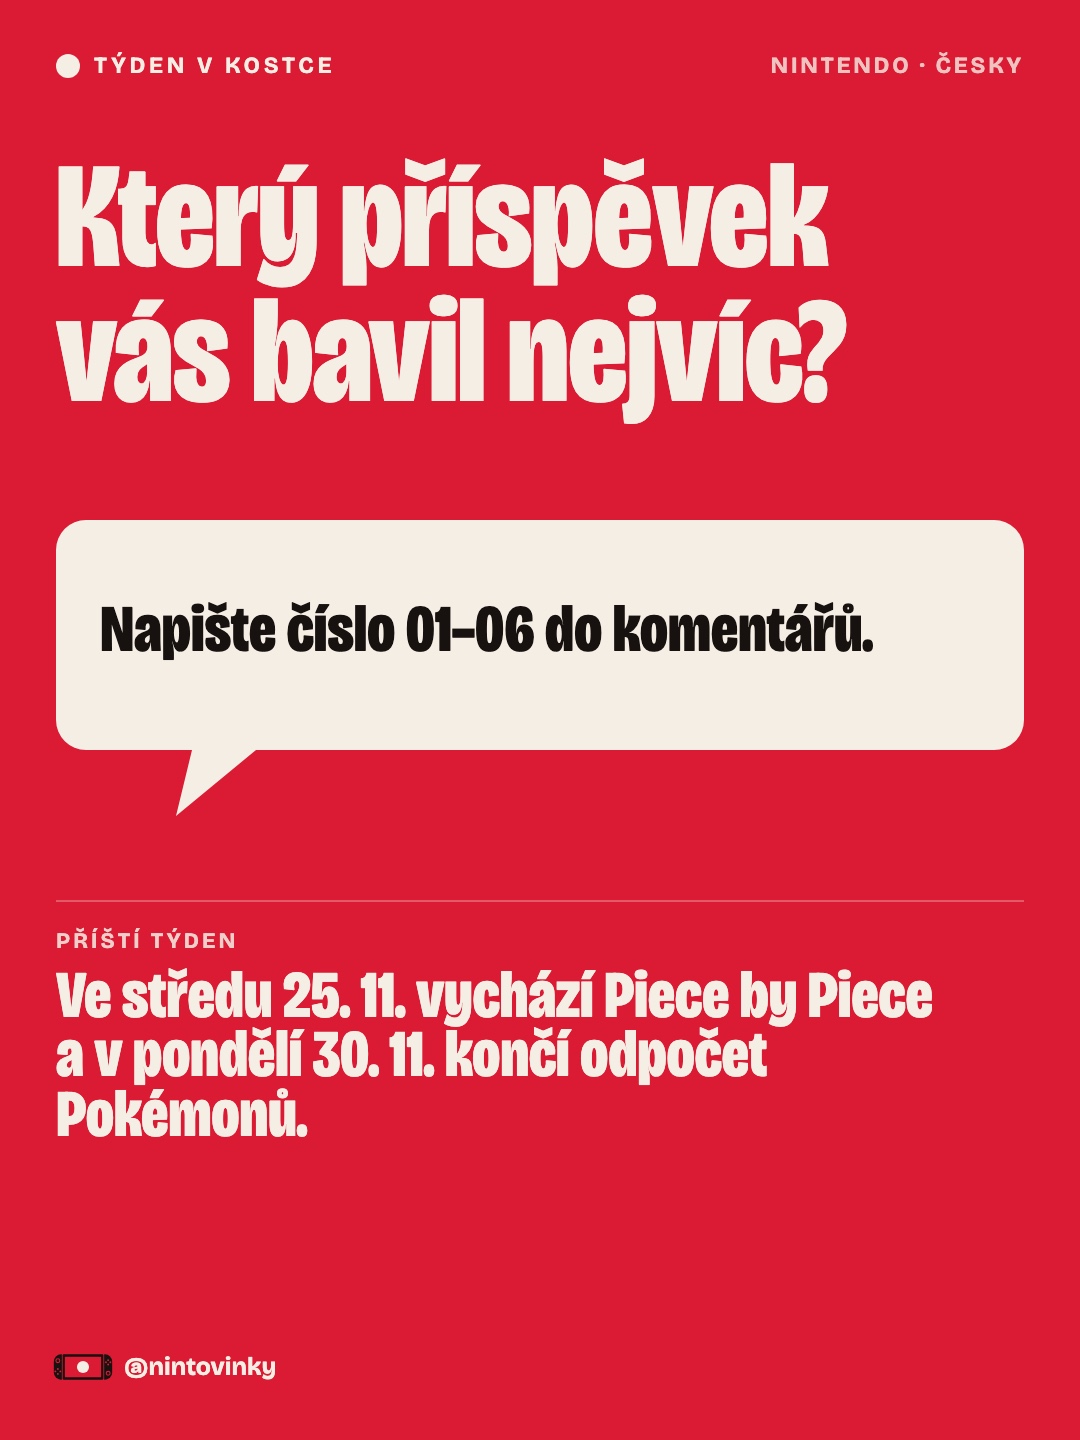 TÝDEN V KOSTCE
NINTENDO · ČESKY
Který příspěvek
vás bavil nejvíc?
Napište číslo 01–06 do komentářů.
PŘÍŠTÍ TÝDEN
Ve středu 25. 11. vychází Piece by Piece
a v pondělí 30. 11. končí odpočet
Pokémonů.
@nintovinky